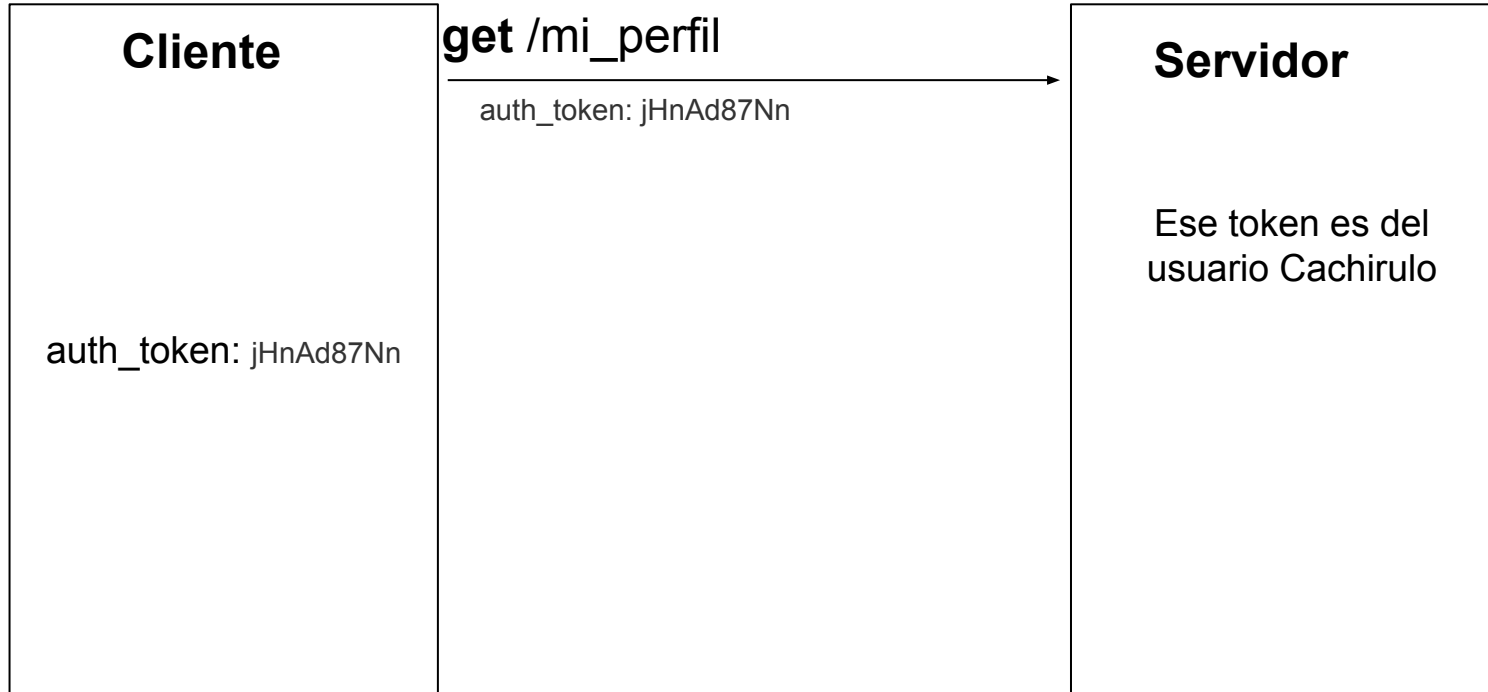 Cliente
get /mi_perfil
Servidor
auth_token: jHnAd87Nn
Ese token es del
usuario Cachirulo
auth_token: jHnAd87Nn